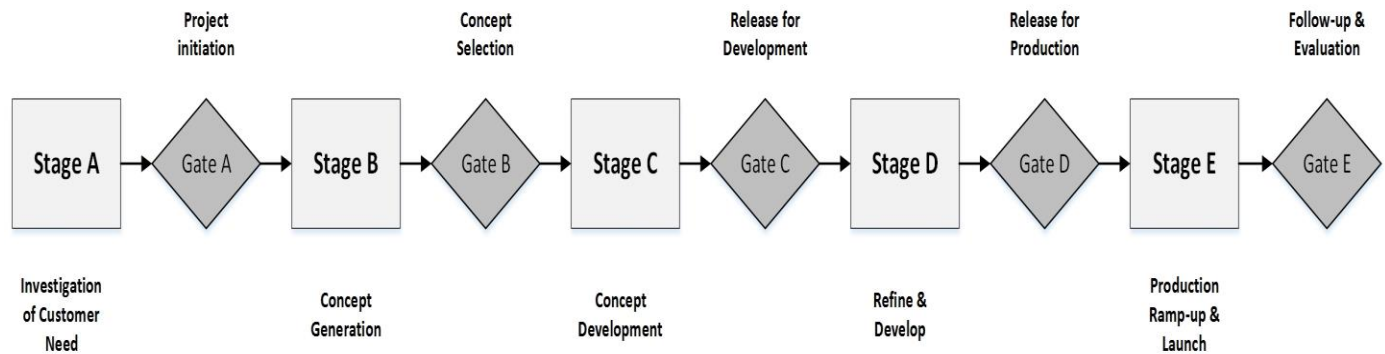 Project
initiation
Concept
Selection
Release for
Development
Release for
Production
Follow-up &
Evaluation
Stage A
Gate A
Stage B
Gate B
Stage C
Gate C
Stage D
Gate D
Stage E
Gate E
Investigation
of Customer
Need
Concept
Generation
Concept
Development
Refine &
Develop
Production
Ramp-up &
Launch